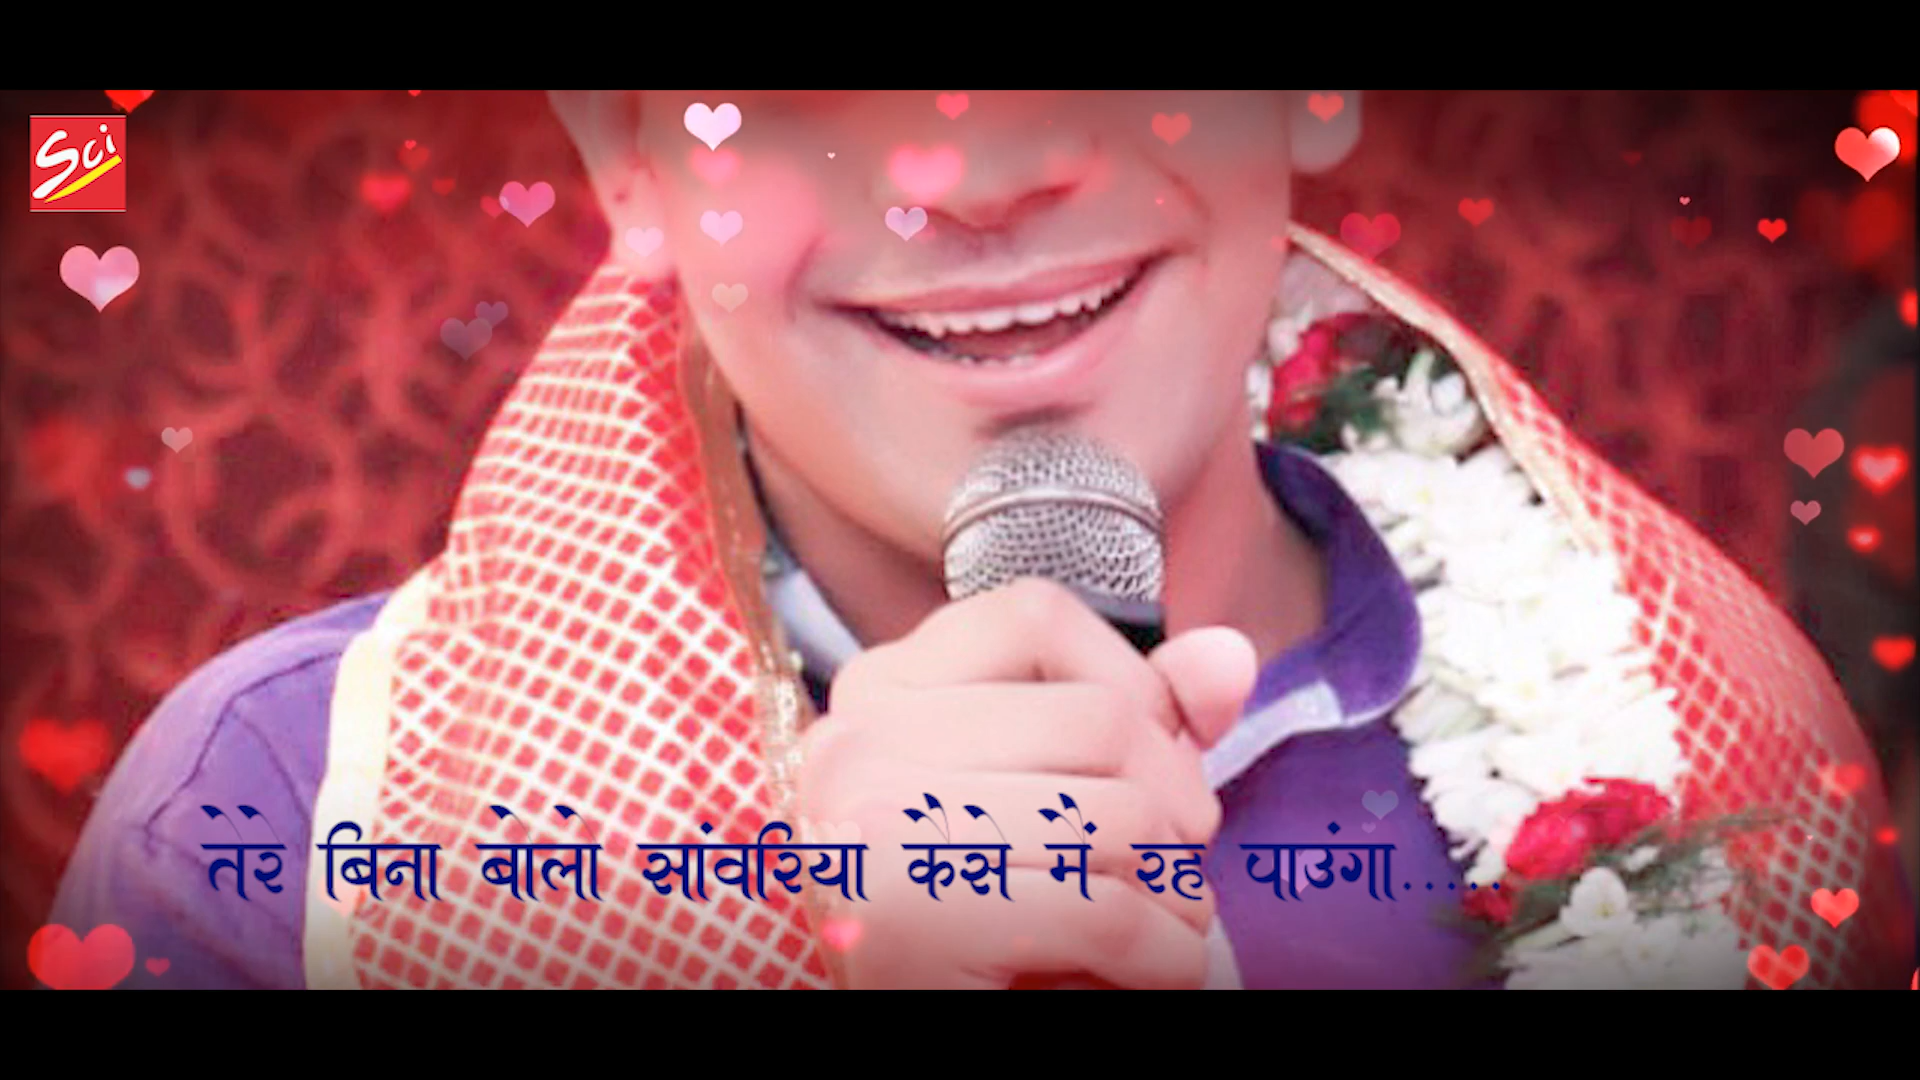 Sci
तेरे बिना बोलो सांवरिया कैसे मैं रह पाउंगा.....